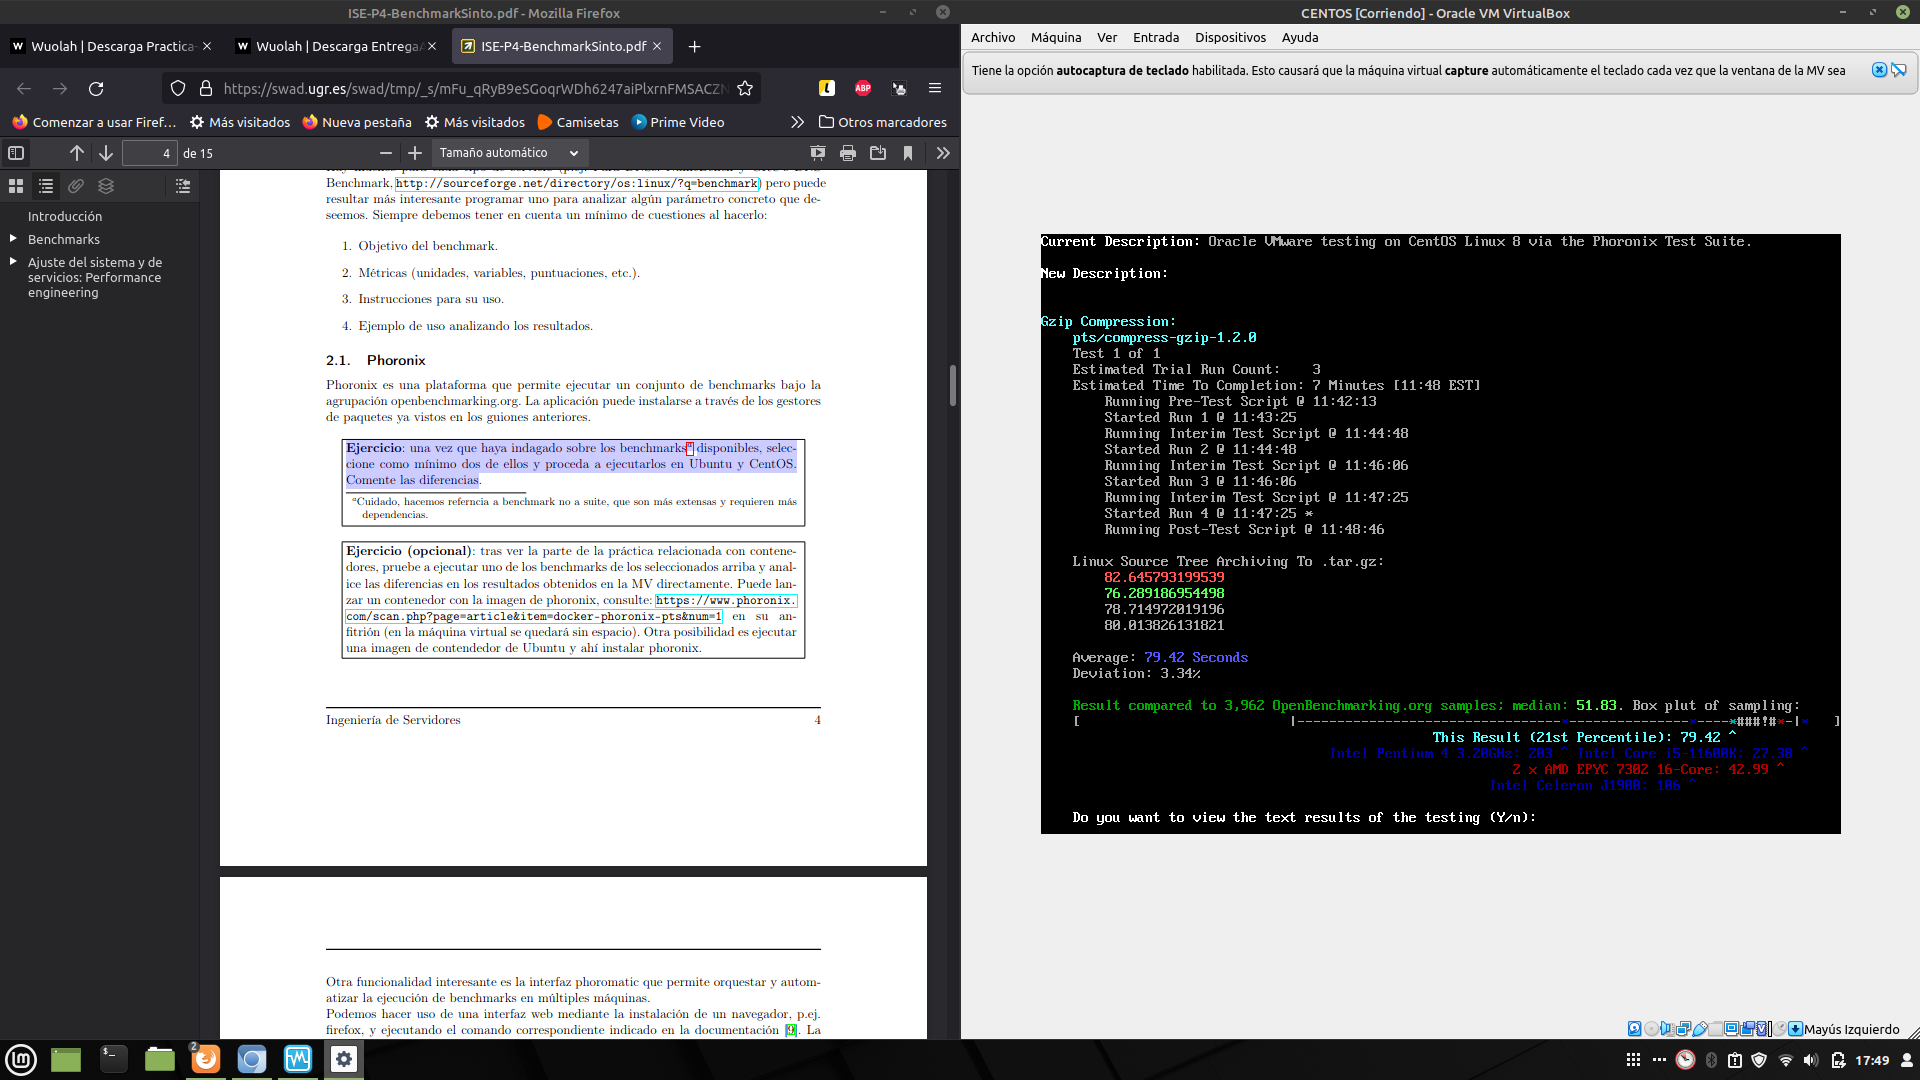 ISE-P4-BenchmarkSinto.pdf - Mozilla Firefox
Wuolah | Descarga Practica-
Wuolah | Descarga EntregaA
ISE-P4-BenchmarkSinto.pdf
https://swad.ugr.es/swad/tmp/_s/mFu_qRyB9eSGoqrWDh6247aiPlxrnFMSACZN
ABP
Comenzar a usar Firef...
Más visitados
Nueva pestaña
Más visitados
Camisetas
Prime Video
Otros marcadores
4
de 15
Tamaño automático
Introducción
Benchmarks
Ajuste del sistema y de
servicios: Performance
engineering
Benchmark, http://sourceforge.net/directory/os:linux/?q=benchmark) pero puede
resultar más interesante programar uno para analizar algún parámetro concreto que de-
seemos. Siempre debemos tener en cuenta un mínimo de cuestiones al hacerlo:
1. Objetivo del benchmark.
2. Métricas (unidades, variables, puntuaciones, etc.).
3. Instrucciones para su uso.
4. Ejemplo de uso analizando los resultados.
2.1. Phoronix
Phoronix es una plataforma que permite ejecutar un conjunto de benchmarks bajo la
agrupación openbenchmarking.org. La aplicación puede instalarse a través de los gestores
de paquetes ya vistos en los guiones anteriores.
Ejercicio: una vez que haya indagado sobre los benchmarksª disponibles, selec-
cione como mínimo dos de ellos y proceda a ejecutarlos en Ubuntu y CentOS.
Comente las diferencias.
ªCuidado, hacemos referncia a benchmark no a suite, que son más extensas y requieren más
dependencias.
Ejercicio (opcional): tras ver la parte de la práctica relacionada con contene-
dores, pruebe a ejecutar uno de los benchmarks de los seleccionados arriba y anal-
ice las diferencias en los resultados obtenidos en la MV directamente. Puede lan-
zar un contenedor con la imagen de phoronix, consulte: https://www.phoronix.
com/scan.php?page=article&item=docker-phoronix-pts&num=1 en su an-
fitrión (en la máquina virtual se quedará sin espacio). Otra posibilidad es ejecutar
una imagen de contendedor de Ubuntu y ahí instalar phoronix.
Ingeniería de Servidores 4
Otra funcionalidad interesante es la interfaz phoromatic que permite orquestar y autom-
atizar la ejecución de benchmarks en múltiples máquinas.
Podemos hacer uso de una interfaz web mediante la instalación de un navegador, p.ej.
firefox, y ejecutando el comando correspondiente indicado en la documentación [9]. La
CENTOS [Corriendo] - Oracle VM VirtualBox
Archivo Máquina Ver Entrada Dispositivos Ayuda
Tiene la opción autocaptura de teclado habilitada. Esto causará que la máquina virtual capture automáticamente el teclado cada vez que la ventana de la MV sea
Current Description: Oracle VMware testing on CentOS Linux 8 via the Phoronix Test Suite.
New Description:
Gzip Compression:
pts/compress-gzip-1.2.0
Test 1 of 1
Estimated Trial Run Count: 3
Estimated Time To Completion: 7 Minutes [11:48 EST]
Running Pre-Test Script @ 11:42:13
Started Run 1 @ 11:43:25
Running Interim Test Script @ 11:44:48
Started Run 2 @ 11:44:48
Running Interim Test Script @ 11:46:06
Started Run 3 @ 11:46:06
Running Interim Test Script @ 11:47:25
Started Run 4 @ 11:47:25 *
Running Post-Test Script @ 11:48:46
Linux Source Tree Archiving To .tar.gz:
82.645793199539
76.289186954498
78.714972019196
80.013826131821
Average: 79.42 Seconds
Deviation: 3.34%
Result compared to 3,962 OpenBenchmarking.org samples; median: 51.83. Box plot of sampling:
[ |---------------------------------*---------------*----*###!#*-|* ]
This Result (21st Percentile): 79.42 ^
Intel Pentium 4 3.20GHz: 203 ^ Intel Core i5-11600K: 27.30 ^
2 x AMD EPYC 7302 16-Core: 42.99 ^
Intel Celeron J1900: 106 ^
Do you want to view the text results of the testing (Y/n):
Mayús Izquierdo
2
17:49